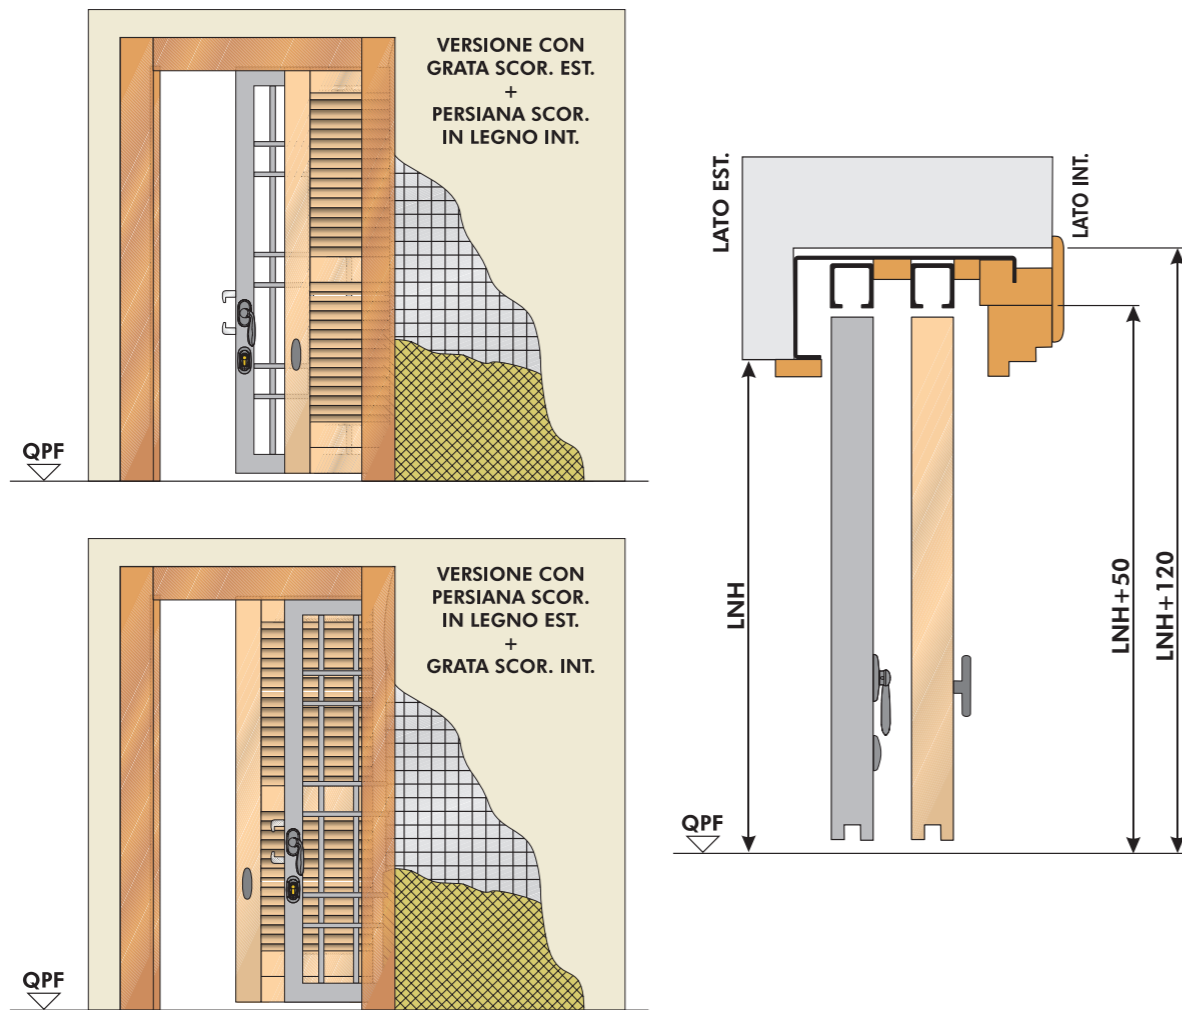 VERSIONE CON
GRATA SCOR. EST.
+
PERSIANA SCOR.
IN LEGNO INT.
QPF
VERSIONE CON
PERSIANA SCOR.
IN LEGNO EST.
+
GRATA SCOR. INT.
QPF
LATO EST.
LATO INT.
LNH
LNH+50
LNH+120
QPF